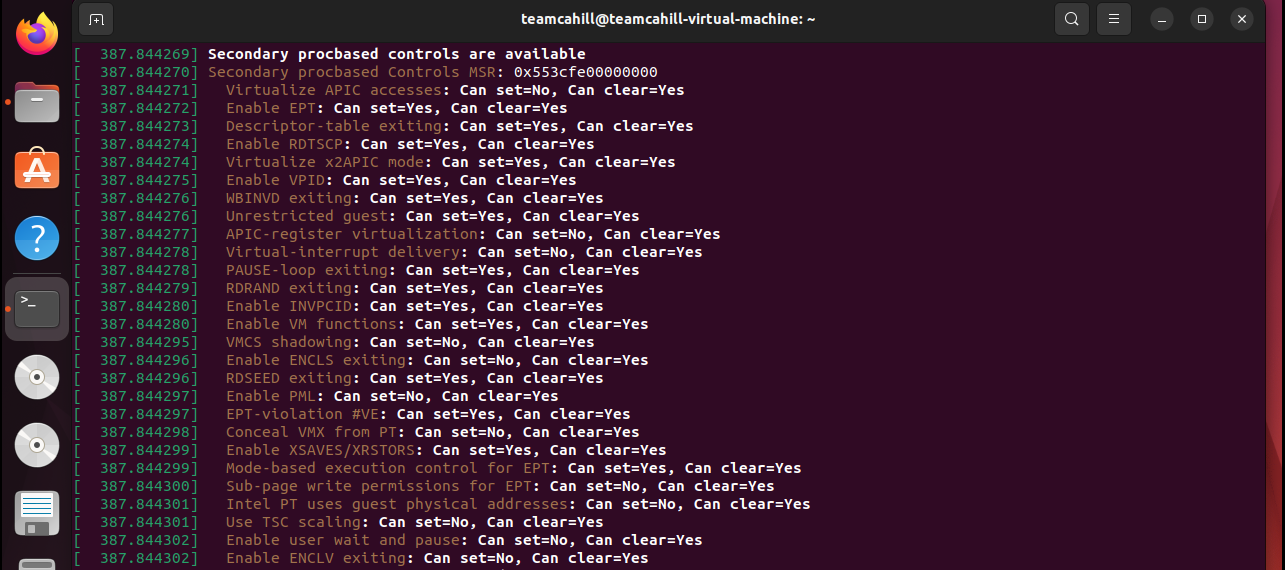 teamcahill@teamcahill-virtual-machine: ~
[  387.844269] Secondary procbased controls are available
[  387.844270] Secondary procbased Controls MSR: 0x553cfe00000000
[  387.844271]   Virtualize APIC accesses: Can set=No, Can clear=Yes
[  387.844272]   Enable EPT: Can set=Yes, Can clear=Yes
[  387.844273]   Descriptor-table exiting: Can set=Yes, Can clear=Yes
[  387.844274]   Enable RDTSCP: Can set=Yes, Can clear=Yes
[  387.844274]   Virtualize x2APIC mode: Can set=Yes, Can clear=Yes
[  387.844275]   Enable VPID: Can set=Yes, Can clear=Yes
[  387.844276]   WBINVD exiting: Can set=Yes, Can clear=Yes
[  387.844276]   Unrestricted guest: Can set=Yes, Can clear=Yes
[  387.844277]   APIC-register virtualization: Can set=No, Can clear=Yes
[  387.844278]   Virtual-interrupt delivery: Can set=No, Can clear=Yes
[  387.844278]   PAUSE-loop exiting: Can set=Yes, Can clear=Yes
[  387.844279]   RDRAND exiting: Can set=Yes, Can clear=Yes
[  387.844280]   Enable INVPCID: Can set=Yes, Can clear=Yes
[  387.844280]   Enable VM functions: Can set=Yes, Can clear=Yes
[  387.844295]   VMCS shadowing: Can set=No, Can clear=Yes
[  387.844296]   Enable ENCLS exiting: Can set=No, Can clear=Yes
[  387.844296]   RDSEED exiting: Can set=Yes, Can clear=Yes
[  387.844297]   Enable PML: Can set=No, Can clear=Yes
[  387.844297]   EPT-violation #VE: Can set=Yes, Can clear=Yes
[  387.844298]   Conceal VMX from PT: Can set=No, Can clear=Yes
[  387.844299]   Enable XSAVES/XRSTORS: Can set=Yes, Can clear=Yes
[  387.844299]   Mode-based execution control for EPT: Can set=Yes, Can clear=Yes
[  387.844300]   Sub-page write permissions for EPT: Can set=No, Can clear=Yes
[  387.844301]   Intel PT uses guest physical addresses: Can set=No, Can clear=Yes
[  387.844301]   Use TSC scaling: Can set=No, Can clear=Yes
[  387.844302]   Enable user wait and pause: Can set=No, Can clear=Yes
[  387.844302]   Enable ENCLV exiting: Can set=No, Can clear=Yes